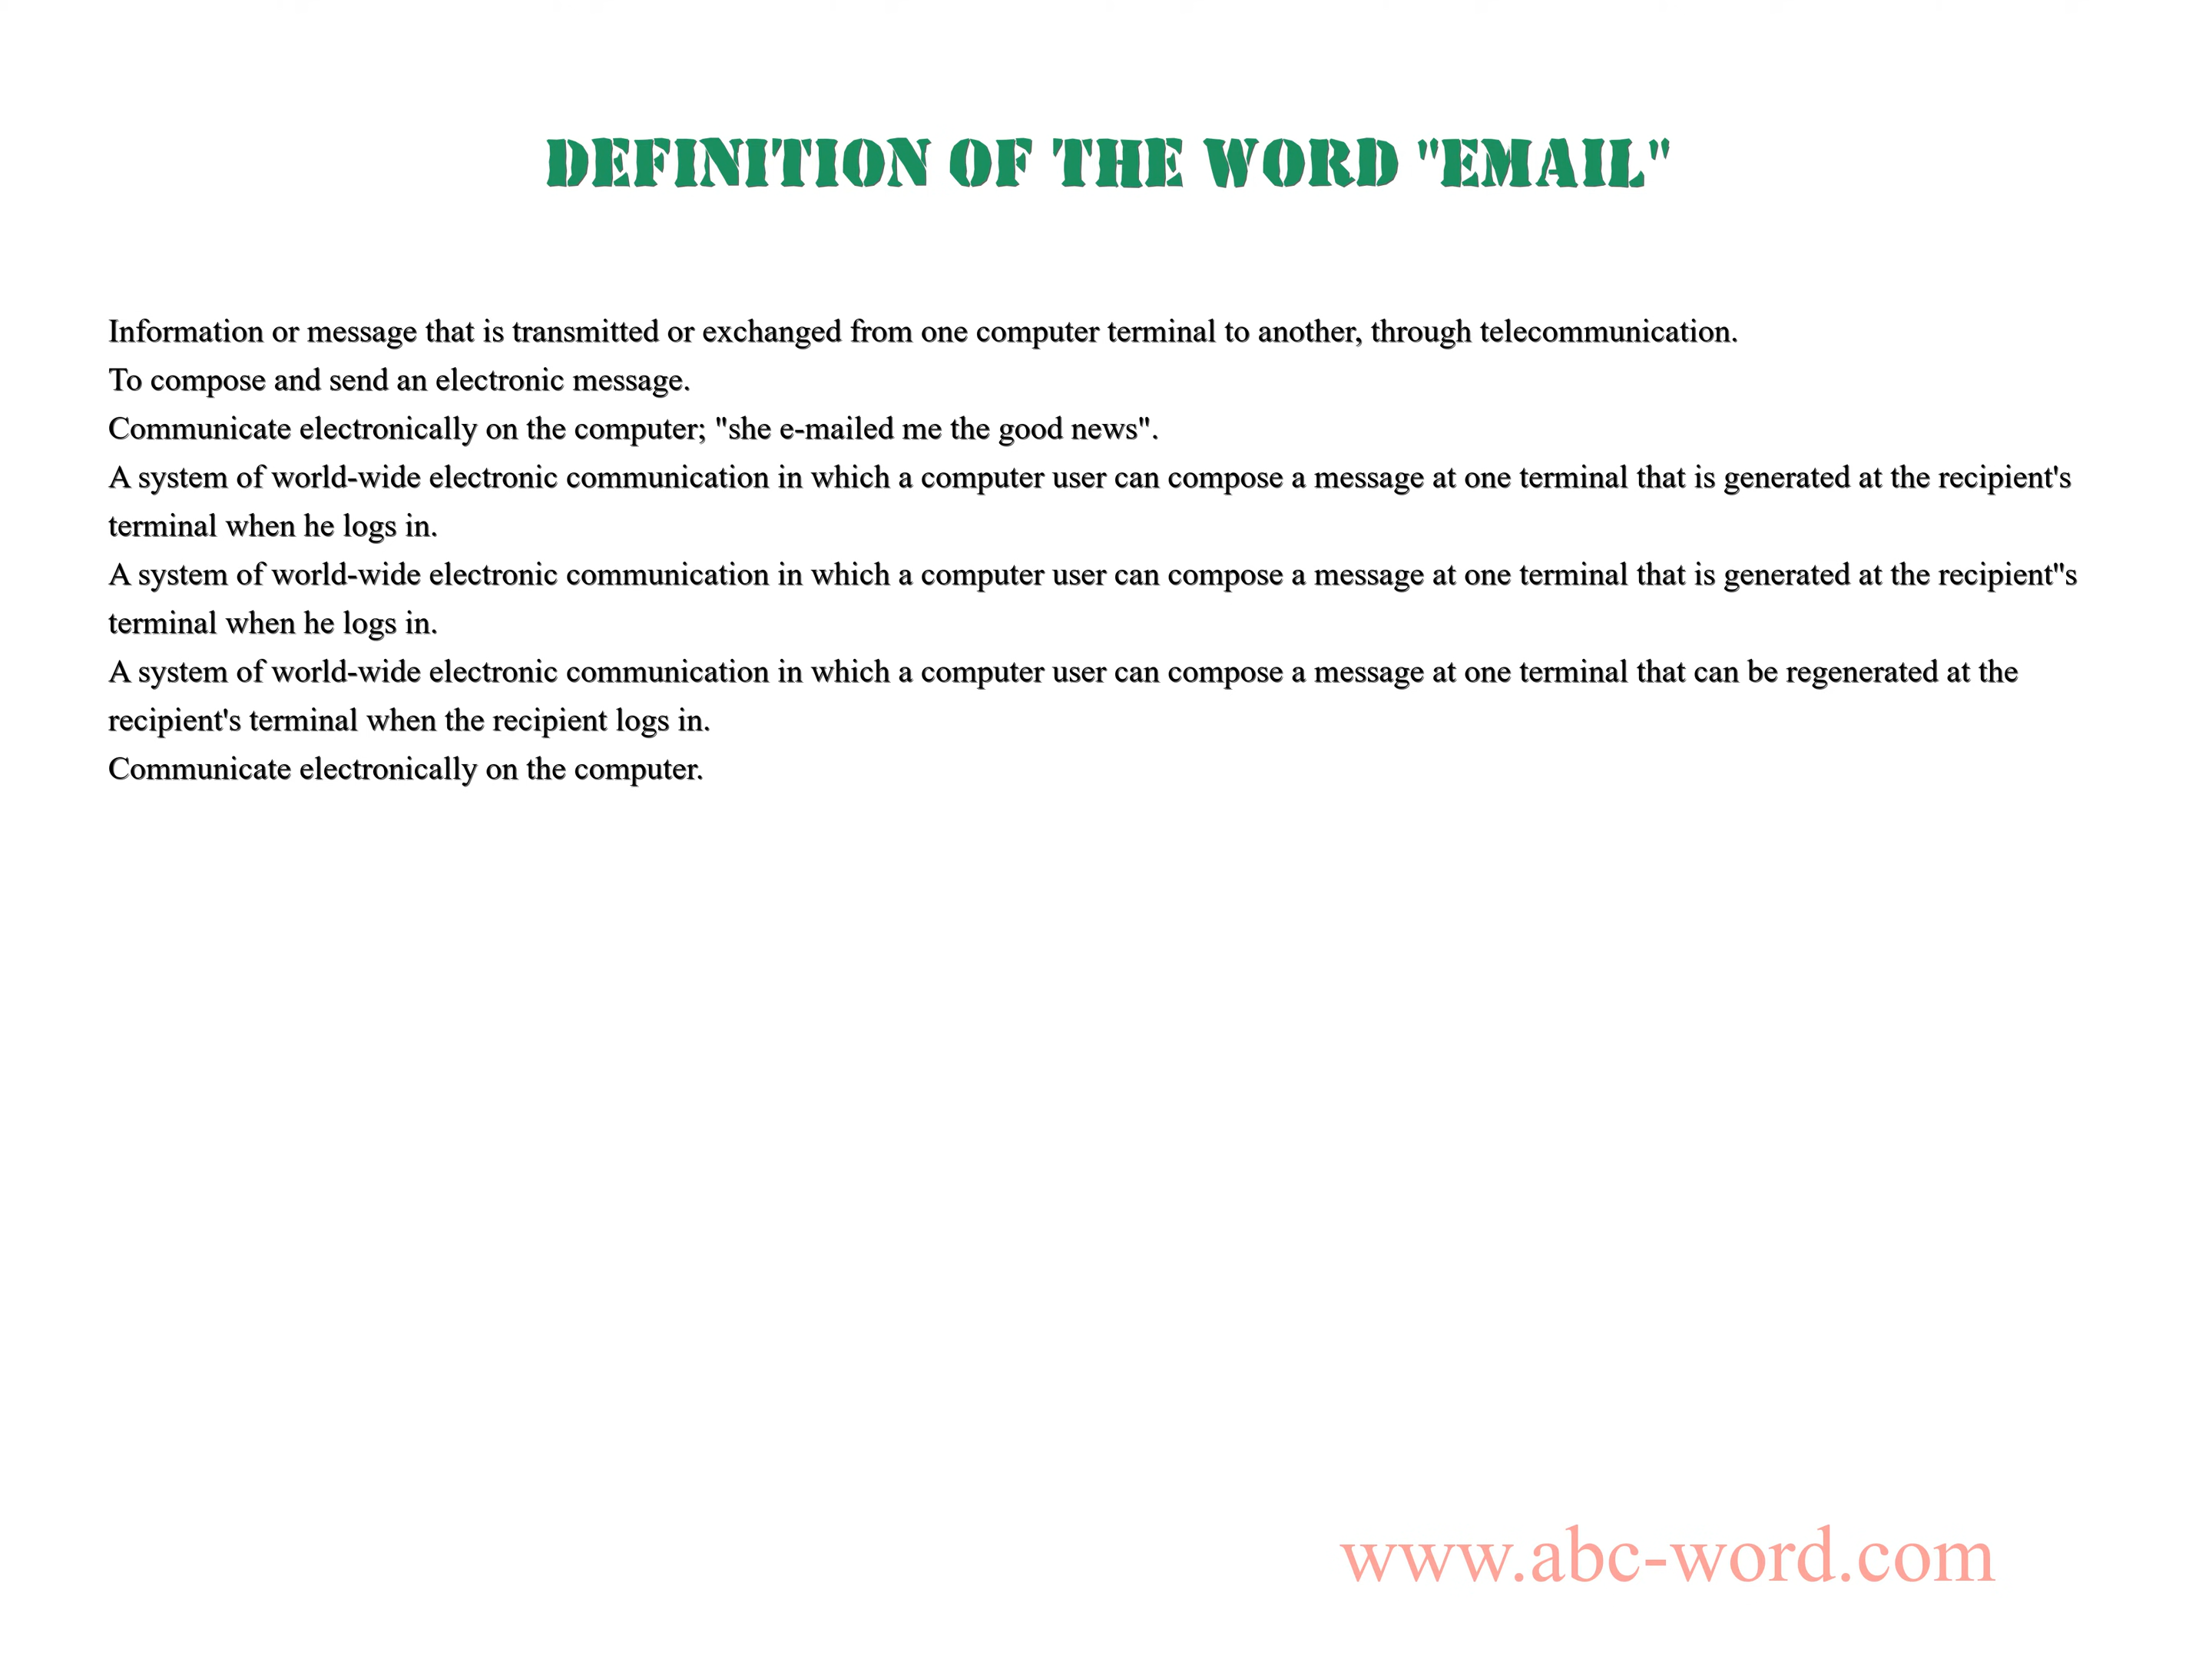 DEFINITION OF THE WORD "EMAIL"
Information or message that is transmitted or exchanged from one computer terminal to another, through telecommunication.
To compose and send an electronic message.
Communicate electronically on the computer; "she e-mailed me the good news".
A system of world-wide electronic communication in which a computer user can compose a message at one terminal that is generated at the recipient's
terminal when he logs in.
A system of world-wide electronic communication in which a computer user can compose a message at one terminal that is generated at the recipient''s
terminal when he logs in.
A system of world-wide electronic communication in which a computer user can compose a message at one terminal that can be regenerated at the
recipient's terminal when the recipient logs in.
Communicate electronically on the computer.
www.abc-word.com